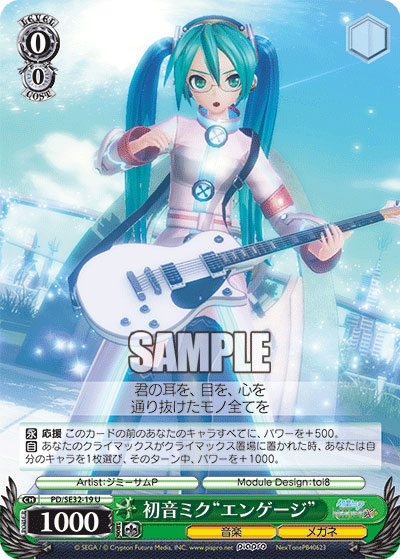 LEVEL
0
0
COST
SAMPLE
君の耳を、目を、心を
通り抜けたモノ全てを
永 応援 このカードの前のあなたのキャラすべてに、パワーを+500。
自 あなたのクライマックスがクライマックス置場に置かれた時、あなたは自
分のキャラを1枚選び、そのターン中、パワーを+1000。
Artist:ジミーサムP Module Design:toi8
CH PD/SE32-19 U
1000 初音ミク“エンゲージ”
音楽 メガネ
© SEGA / © Crypton Future Media, INC. www.piapro.net piapro NexTonePB40623